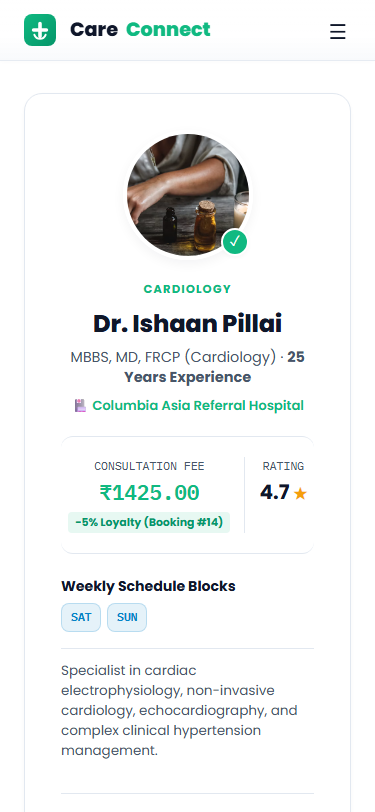 Care Connect
CARDIOLOGY
Dr. Ishaan Pillai
MBBS, MD, FRCP (Cardiology) · 25
Years Experience
Columbia Asia Referral Hospital
CONSULTATION FEE
₹1425.00
-5% Loyalty (Booking #14)
RATING
4.7 ★
Weekly Schedule Blocks
SAT SUN
Specialist in cardiac
electrophysiology, non-invasive
cardiology, echocardiography, and
complex clinical hypertension
management.